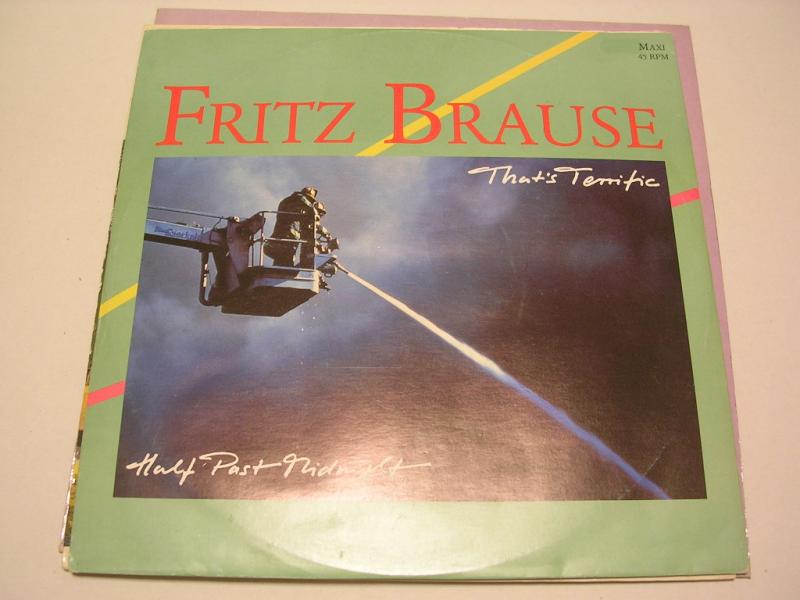 MAXI
45 RPM
FRITZ BRAUSE
That's Terrific
Half Past Midnight